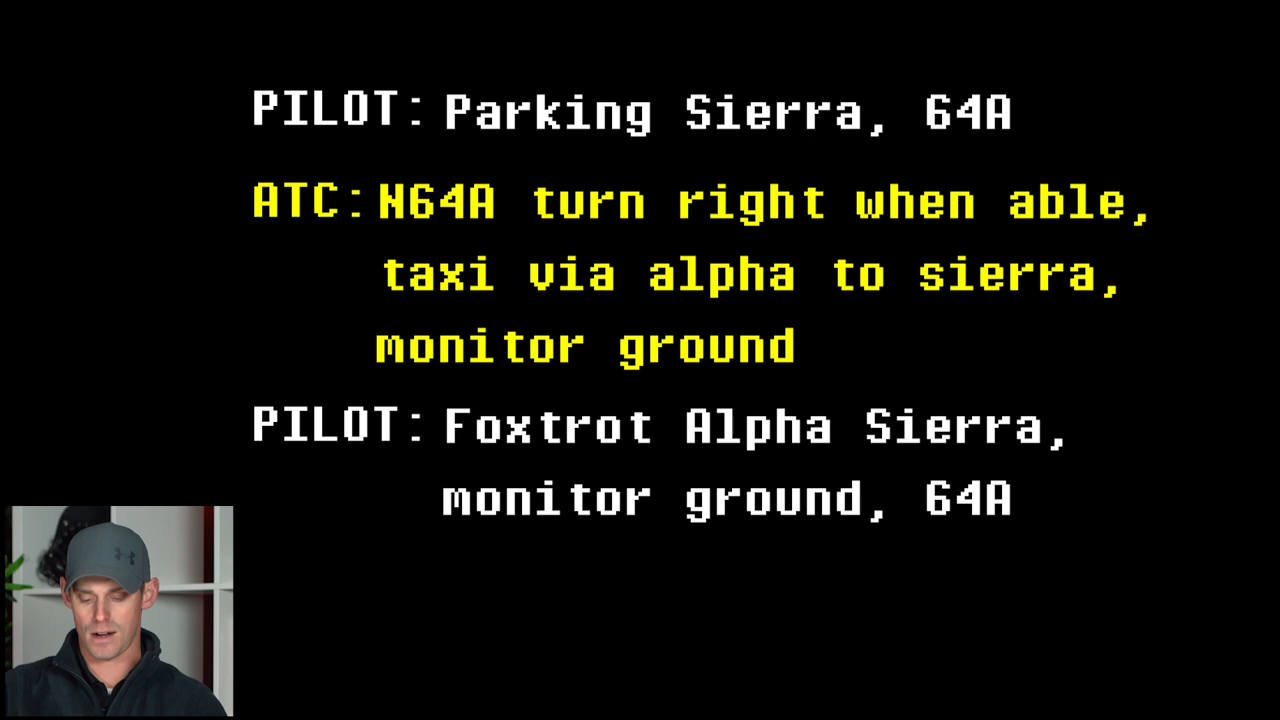 PILOT: Parking Sierra, 64A
ATC: N64A turn right when able,
taxi via alpha to sierra,
monitor ground
PILOT: Foxtrot Alpha Sierra,
monitor ground, 64A